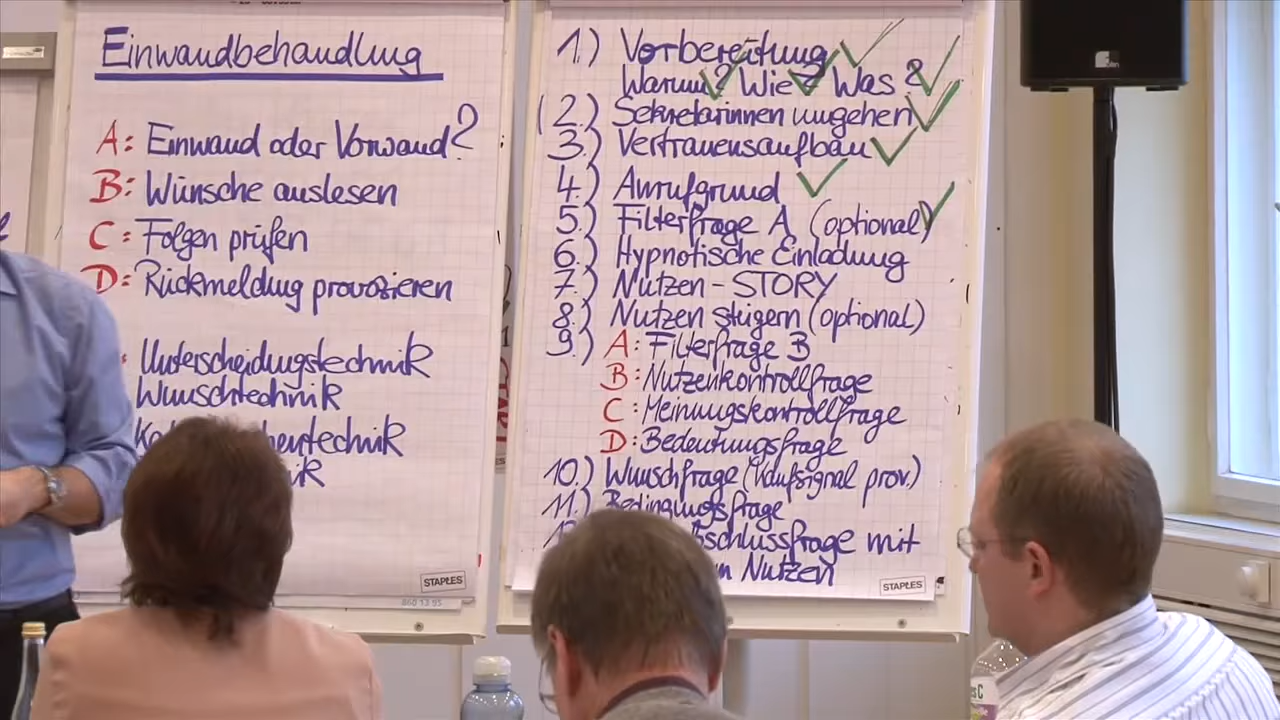 Einwandbehandlung
A: Einwand oder Vorwand?
B: Wünsche auslesen
C: Folgen prüfen
D: Rückmeldung provozieren
Unterscheidungstechnik
Wunschtechnik
STAPLES
1.) Vorbereitung
Warum? Wie? Was?
(2.) Sekretärinnen umgehen
3.) Vertrauensaufbau
4.) Anrufgrund
5.) Filterfrage A (optional)
6.) Hypnotische Einladung
7.) Nutzen - STORY
8.) Nutzen steigern (optional)
9.) A: Filterfrage B
B: Nutzenkontrollfrage
C: Meinungskontrollfrage
D: Bedeutungsfrage
10.) Wunschfrage (Kaufsignal prov.)
11.) Bedingungsfrage
bschlussfrage mit
Nutzen
STAPLES